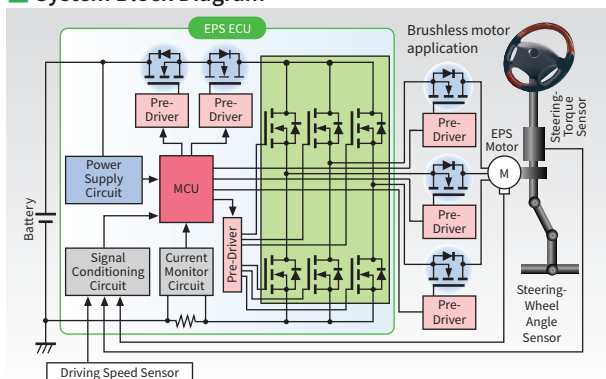 System Block Diagram
EPS ECU
Brushless motor
application
Pre-
Driver
Pre-
Driver
Pre-
Driver
Steering-
Torque
Sensor
EPS
Motor
M
Power
Supply
Circuit
MCU
Pre-
Driver
Battery
Pre-Driver
Signal
Conditioning
Circuit
Current
Monitor
Circuit
Pre-
Driver
Steering-
Wheel
Angle
Sensor
Driving Speed Sensor